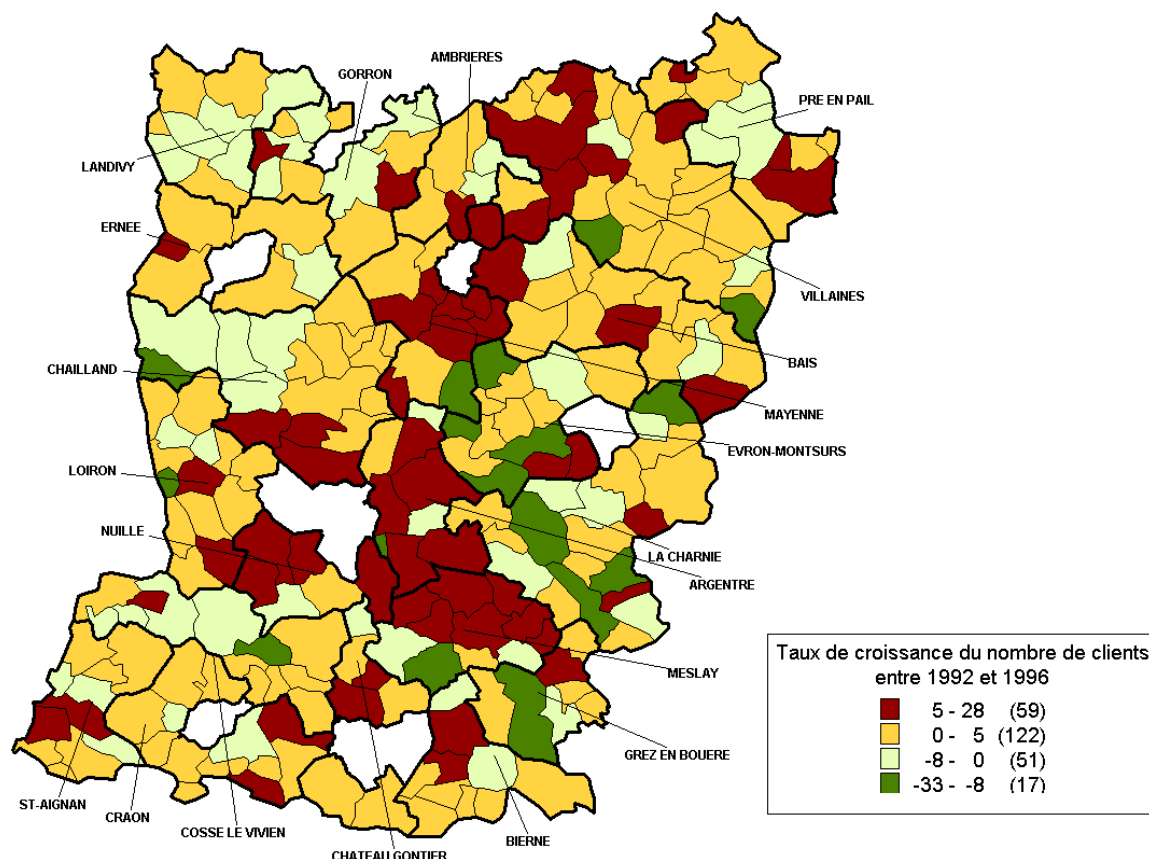 AMBRIERES
GORRON
PRE EN PAIL
LANDIVY
ERNEE
VILLAINES
BAIS
CHAILLAND
MAYENNE
EVRON-MONTSURS
LOIRON
NUILLE
LA CHARNIE
ARGENTRE
MESLAY
GREZ EN BOUERE
ST-AIGNAN
CRAON
COSSE LE VIVIEN
BIERNE
CHATEAU GONTIER
Taux de croissance du nombre de clients
entre 1992 et 1996
5 - 28 (59)
0 - 5 (122)
-8 - 0 (51)
-33 - -8 (17)